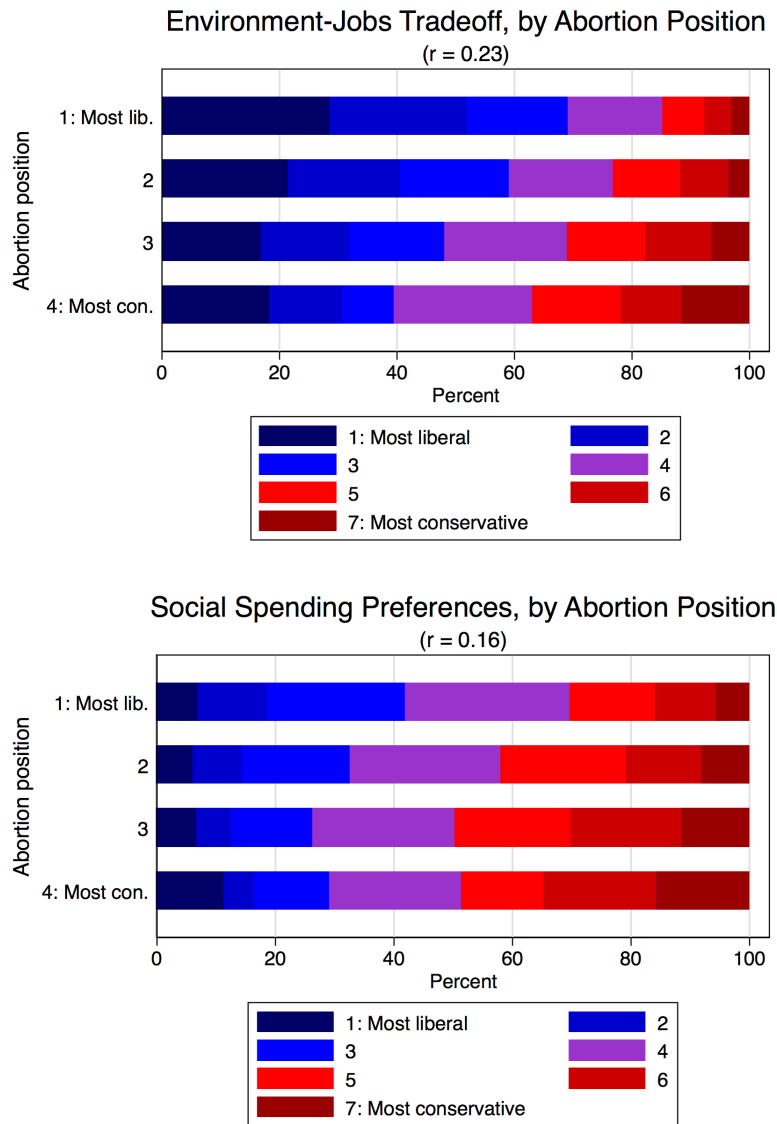 Environment-Jobs Tradeoff, by Abortion Position
(r = 0.23)
Abortion position
1: Most lib.
2
3
4: Most con.
0 20 40 60 80 100
Percent
1: Most liberal 2
3 4
5 6
7: Most conservative
Social Spending Preferences, by Abortion Position
(r = 0.16)
Abortion position
1: Most lib.
2
3
4: Most con.
0 20 40 60 80 100
Percent
1: Most liberal 2
3 4
5 6
7: Most conservative